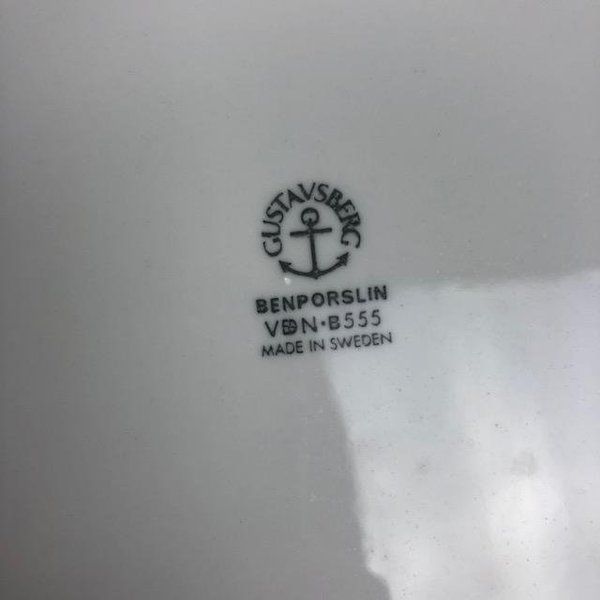 GUSTAVSBERG
BENPORSLIN
VDN·B555
MADE IN SWEDEN